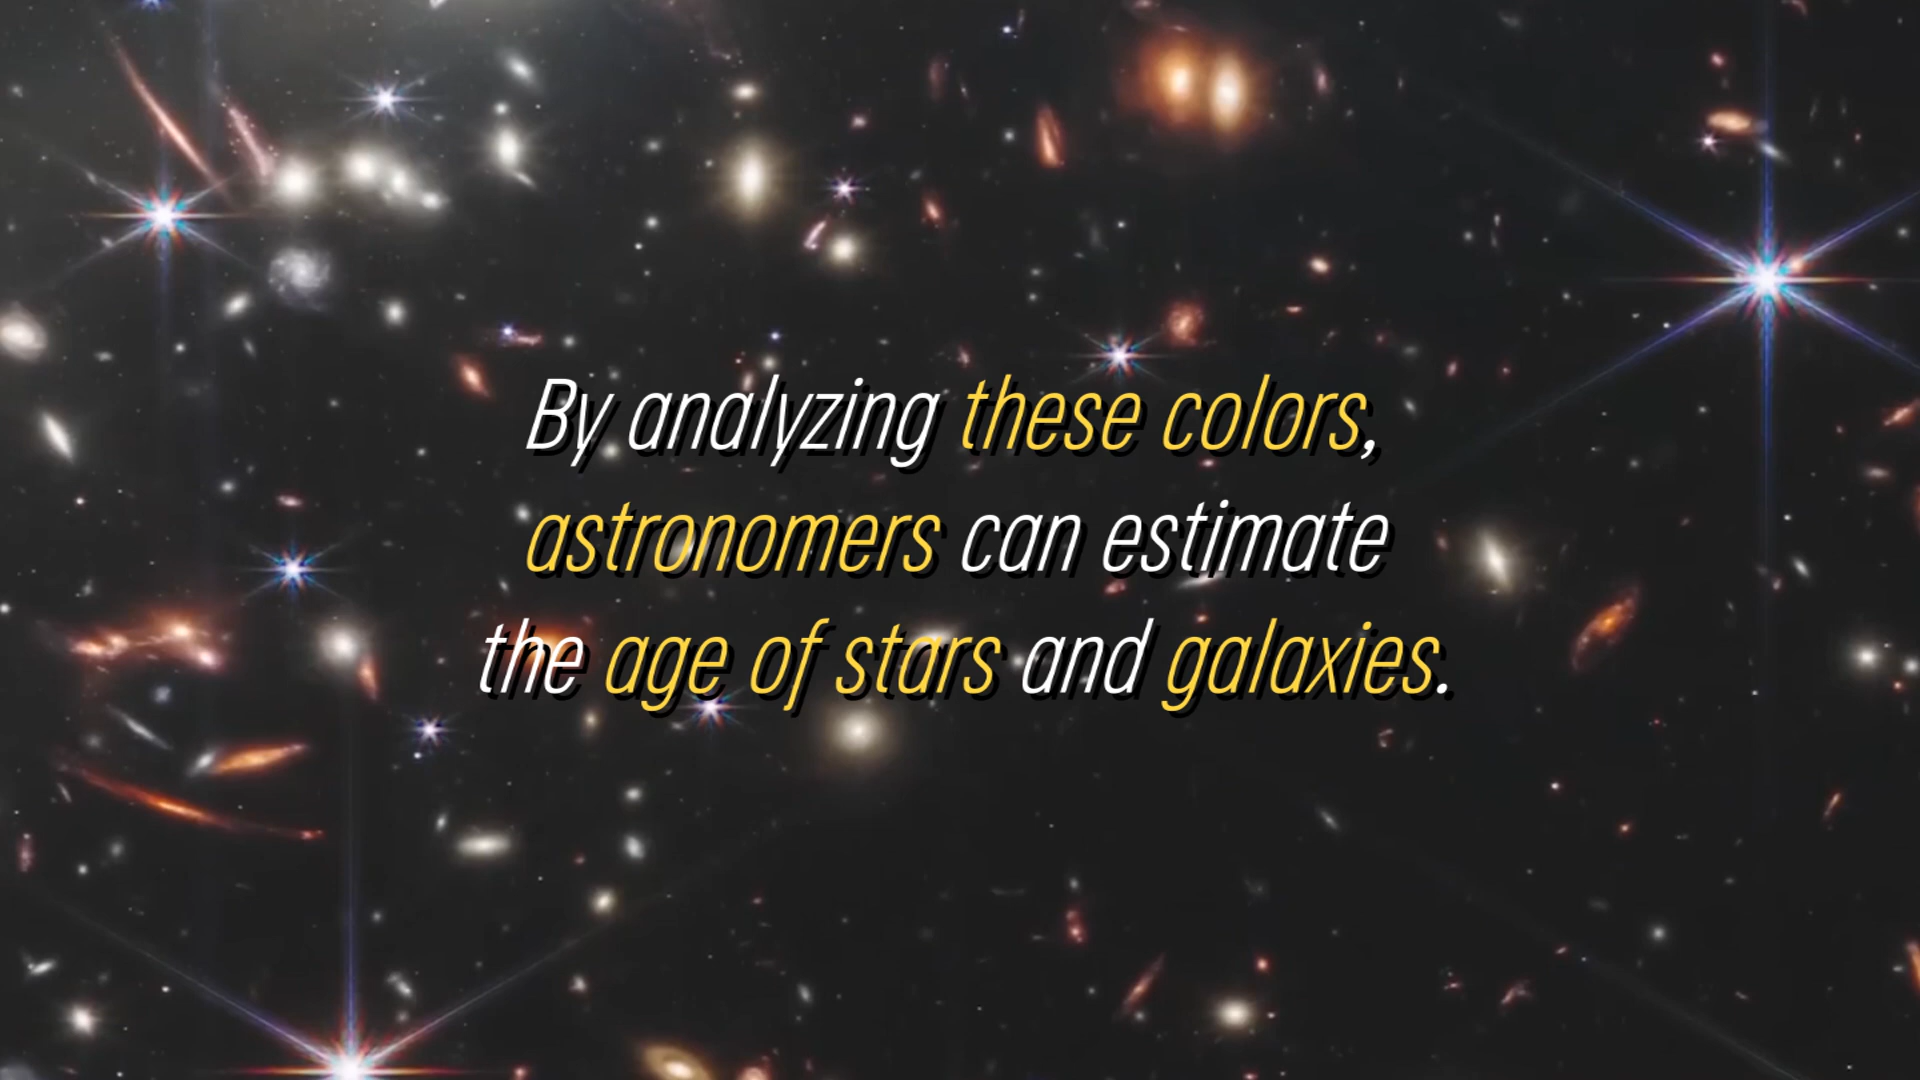 By analyzing these colors,
astronomers can estimate
the age of stars and galaxies.